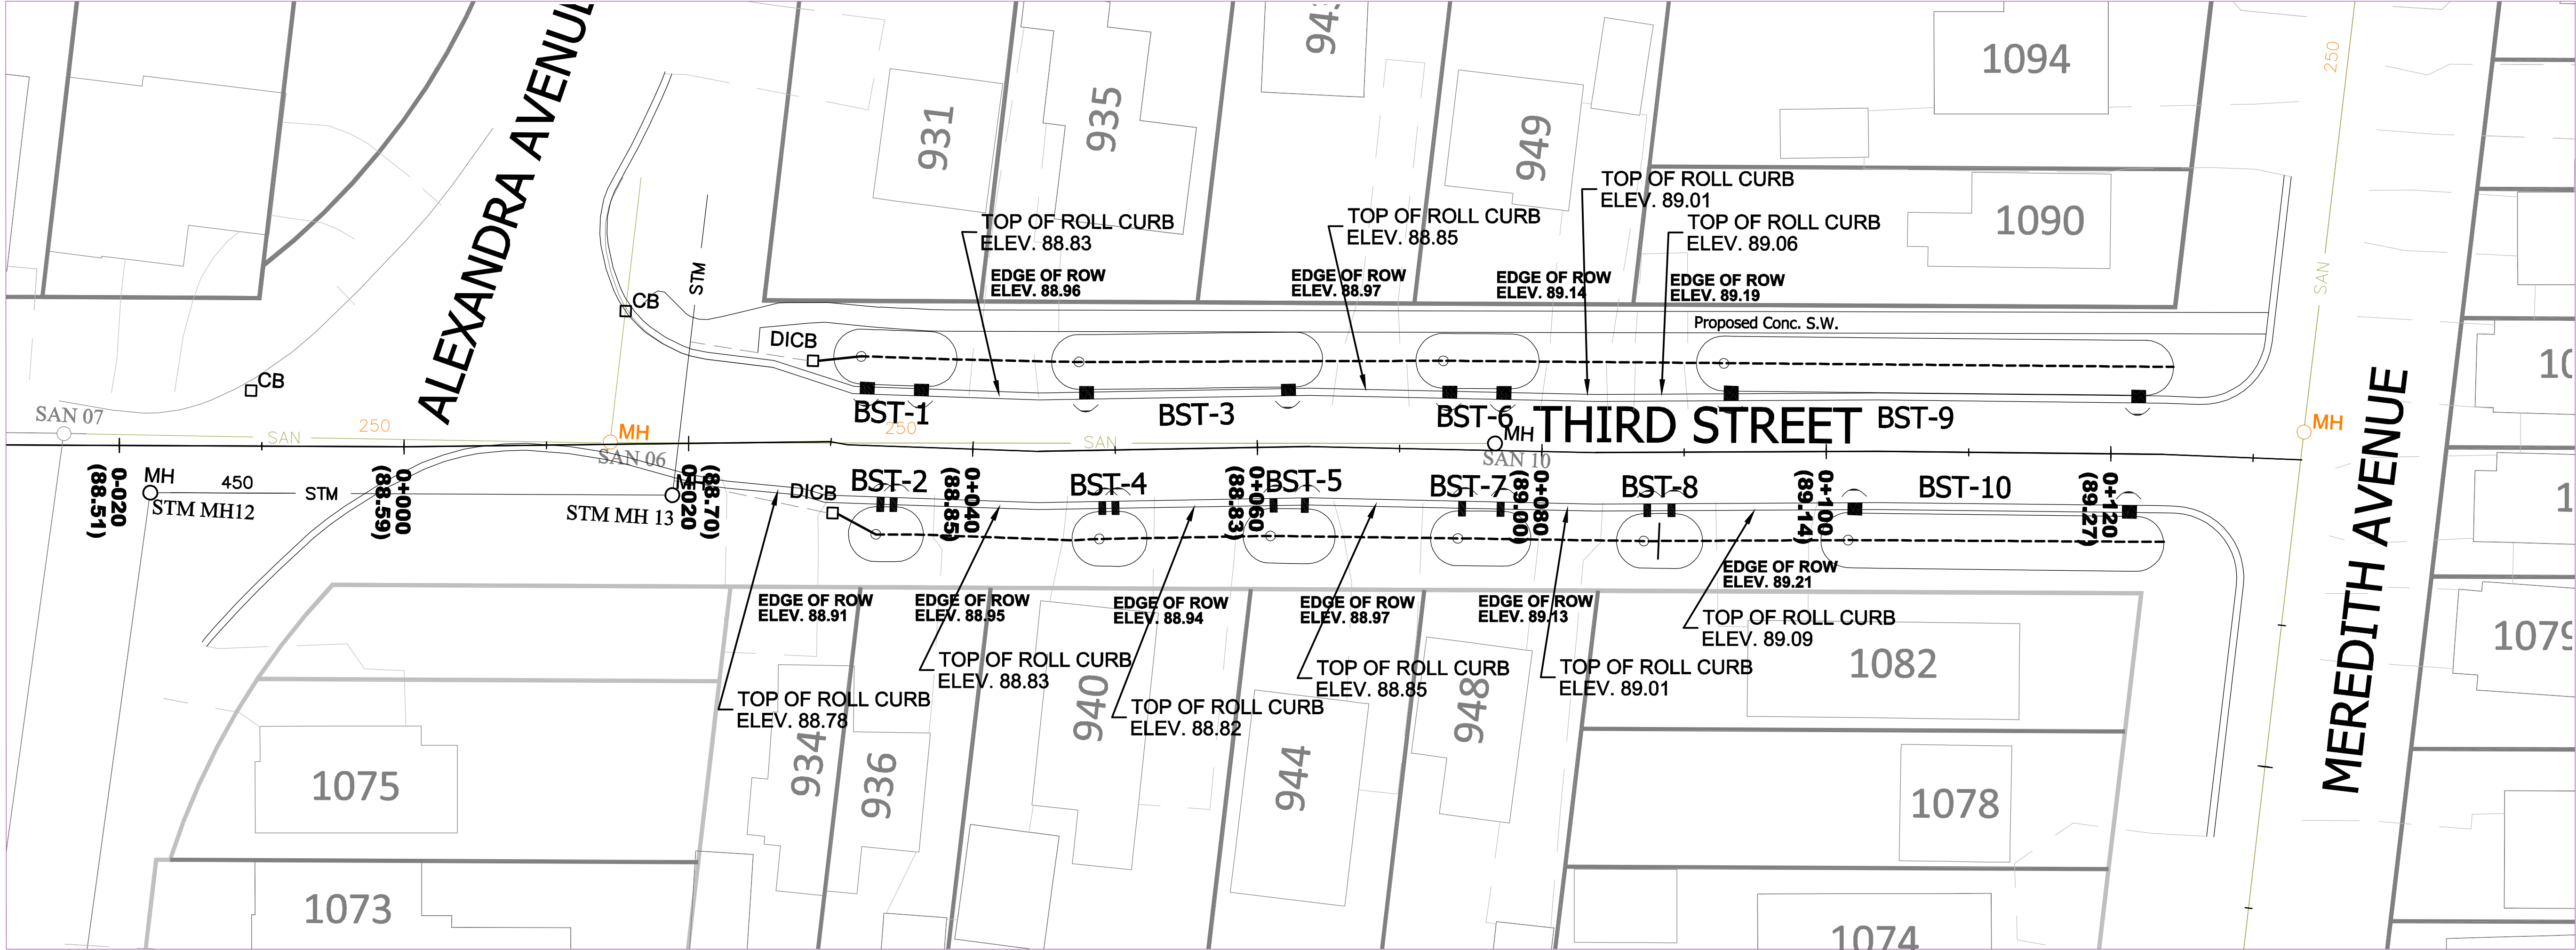 ALEXANDRA AVENUE
931
935
949
1094
1090
250
SAN
TOP OF ROLL CURB
ELEV. 88.83
TOP OF ROLL CURB
ELEV. 88.85
TOP OF ROLL CURB
ELEV. 89.01
TOP OF ROLL CURB
ELEV. 89.06
EDGE OF ROW
ELEV. 88.96
EDGE OF ROW
ELEV. 88.97
EDGE OF ROW
ELEV. 89.14
EDGE OF ROW
ELEV. 89.19
STM
CB
Proposed Conc. S.W.
DICB
CB
BST-1
BST-3
BST-6
THIRD STREET
BST-9
SAN 07
SAN
250
MH
SAN 06
250
SAN
MH
SAN 10
MH
MEREDITH AVENUE
0-020
(88.51)
MH
450
STM
STM MH12
0+000
(88.59)
STM MH 13
MH
0+020
(88.70)
DICB
BST-2
0+040
(88.85)
BST-4
0+060
(88.83)
BST-5
BST-7
0+080
(89.00)
BST-8
0+100
(89.14)
BST-10
0+120
(89.27)
EDGE OF ROW
ELEV. 88.91
EDGE OF ROW
ELEV. 88.95
EDGE OF ROW
ELEV. 88.94
EDGE OF ROW
ELEV. 88.97
EDGE OF ROW
ELEV. 89.13
EDGE OF ROW
ELEV. 89.21
TOP OF ROLL CURB
ELEV. 88.78
TOP OF ROLL CURB
ELEV. 88.83
TOP OF ROLL CURB
ELEV. 88.82
TOP OF ROLL CURB
ELEV. 88.85
TOP OF ROLL CURB
ELEV. 89.01
TOP OF ROLL CURB
ELEV. 89.09
1075
1073
934
936
940
944
948
1082
1078
1074
1079